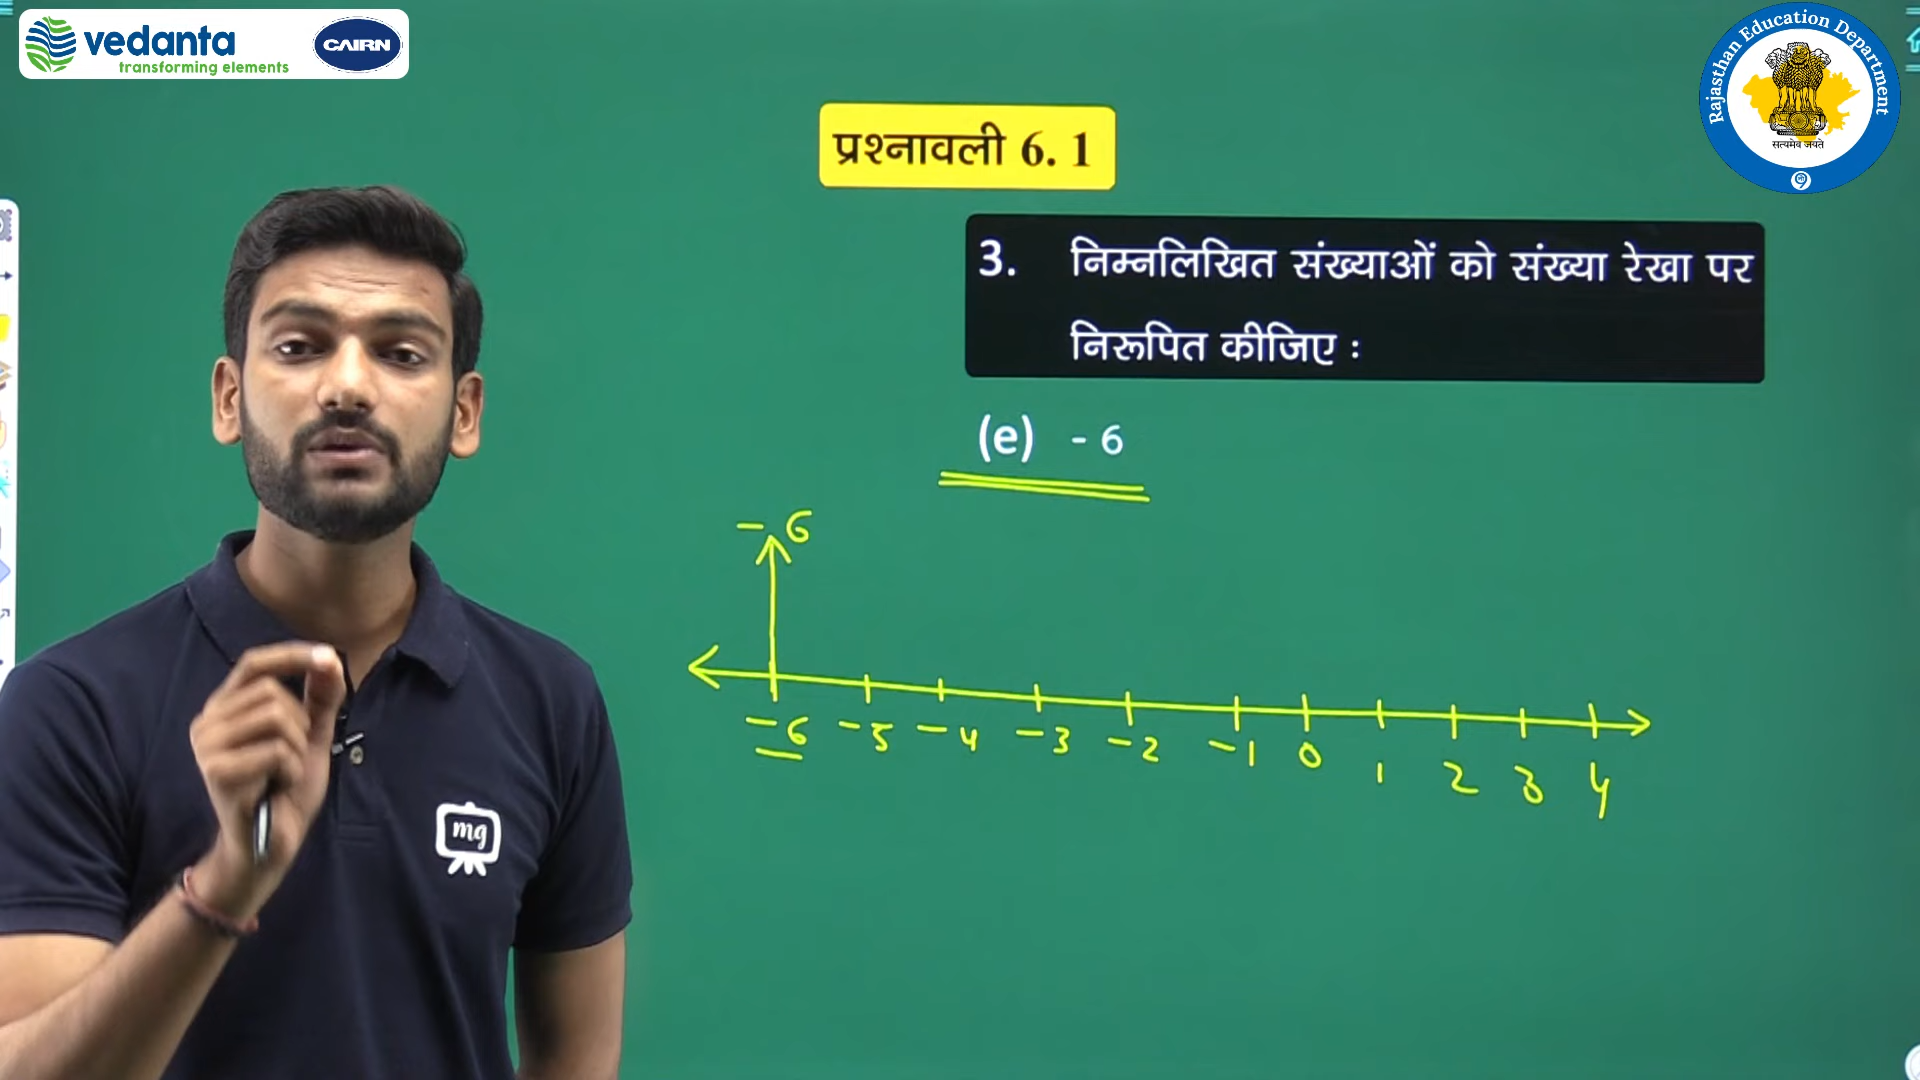 vedanta
transforming elements
CAIRN
Rajasthan Education Department
सत्यमेव जयते
प्रश्नावली 6. 1
3. निम्नलिखित संख्याओं को संख्या रेखा पर
निरूपित कीजिए :
(e) - 6
- 6
-6 -5 -4 -3 -2 -1 0 1 2 3 4
mg